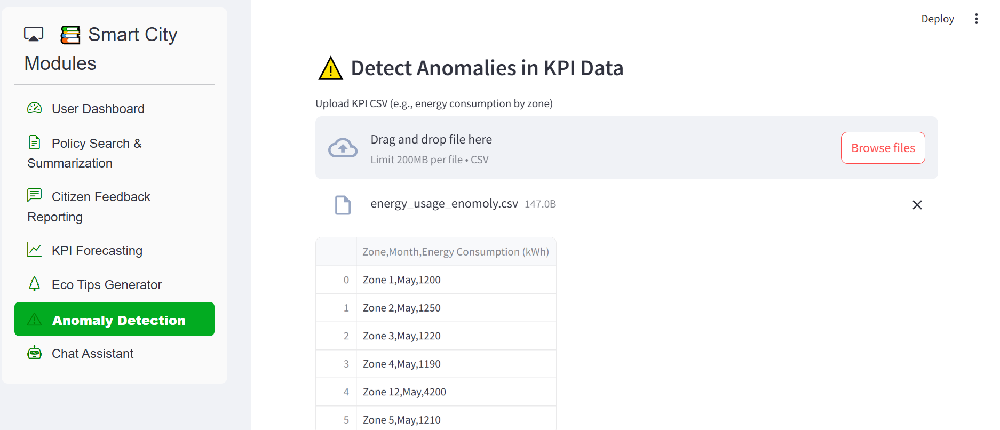 Smart City
Modules
User Dashboard
Policy Search &
Summarization
Citizen Feedback
Reporting
KPI Forecasting
Eco Tips Generator
Anomaly Detection
Chat Assistant
Deploy
Detect Anomalies in KPI Data
Upload KPI CSV (e.g., energy consumption by zone)
Drag and drop file here
Limit 200MB per file • CSV
Browse files
energy_usage_enomoly.csv 147.0B
Zone,Month,Energy Consumption (kWh)
0 Zone 1,May,1200
1 Zone 2,May,1250
2 Zone 3,May,1220
3 Zone 4,May,1190
4 Zone 12,May,4200
5 Zone 5,May,1210